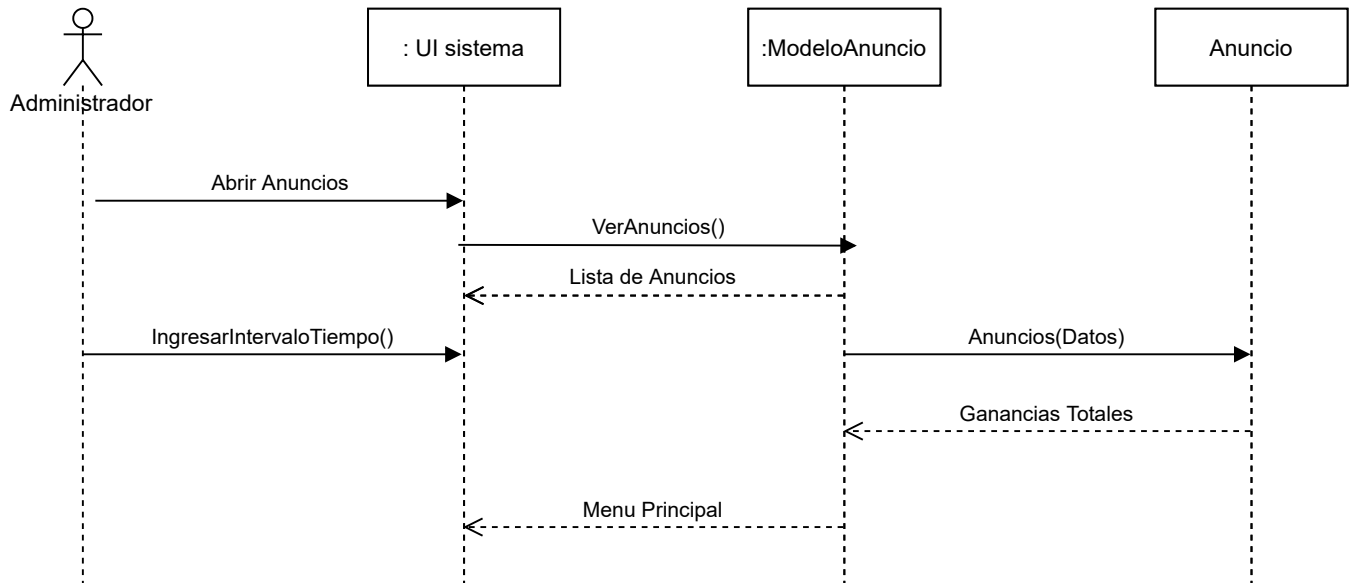 : UI sistema
:ModeloAnuncio
Anuncio
Administrador
Abrir Anuncios
VerAnuncios()
Lista de Anuncios
IngresarIntervaloTiempo()
Anuncios(Datos)
Ganancias Totales
Menu Principal